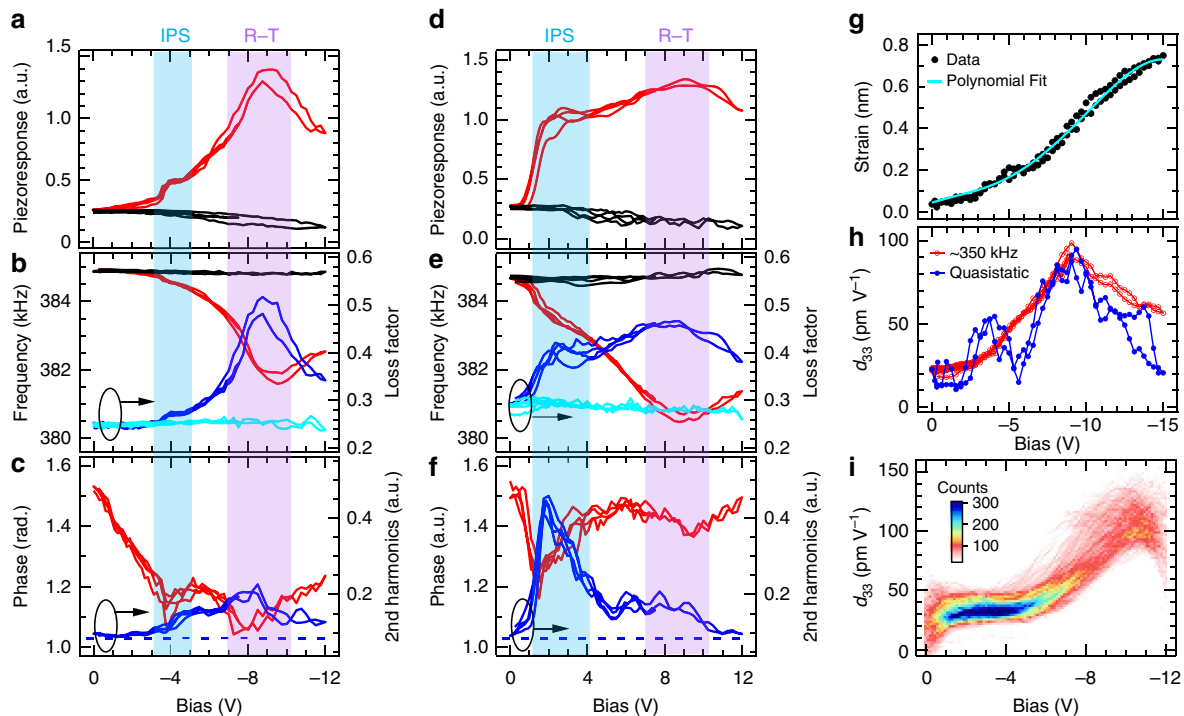 a
IPS
R–T
1.5
1.0
0.5
0
Piezoresponse (a.u.)
b
384
382
380
Frequency (kHz)
0.6
0.5
0.4
0.3
0.2
Loss factor
c
1.6
1.4
1.2
1.0
Phase (rad.)
0.4
0.2
2nd harmonics (a.u.)
0
–4
–8
–12
Bias (V)
d
IPS
R–T
1.5
1.0
0.5
0.0
Piezoresponse (a.u.)
e
384
382
380
Frequency (kHz)
0.6
0.5
0.4
0.3
0.2
Loss factor
f
1.6
1.4
1.2
1.0
Phase (a.u.)
0.4
0.2
2nd harmonics (a.u.)
0
4
8
12
Bias (V)
g
–5
–10
–15
0.8
0.6
0.4
0.2
0.0
Strain (nm)
Data
Polynomial Fit
h
100
50
0
d33 (pm V–1)
~350 kHz
Quasistatic
0
–5
–10
–15
Bias (V)
i
150
100
50
0
d33 (pm V–1)
Counts
300
200
100
0
–4
–8
–12
Bias (V)